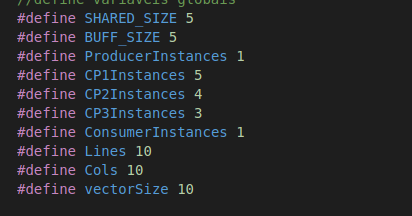 //define variaveis globais
#define SHARED_SIZE 5
#define BUFF_SIZE 5
#define ProducerInstances 1
#define CP1Instances 5
#define CP2Instances 4
#define CP3Instances 3
#define ConsumerInstances 1
#define Lines 10
#define Cols 10
#define vectorSize 10